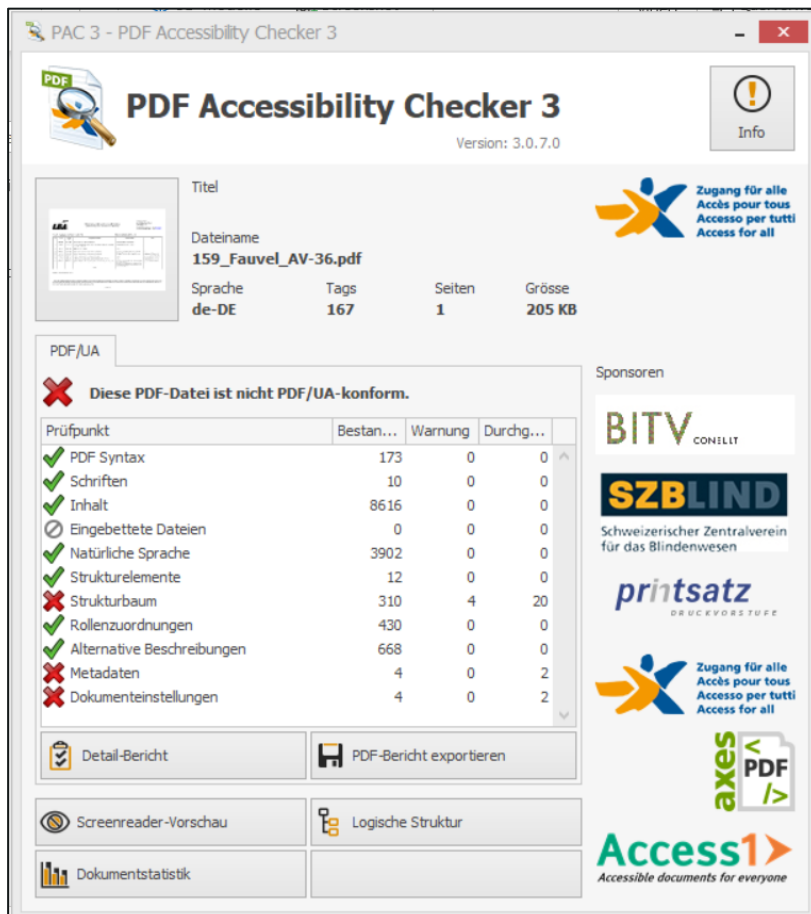 PAC 3 - PDF Accessibility Checker 3
PDF
PDF Accessibility Checker 3
Version: 3.0.7.0
Info
Titel
Dateiname
159_Fauvel_AV-36.pdf
Sprache Tags Seiten Grösse
de-DE 167 1 205 KB
Zugang für alle
Accès pour tous
Accesso per tutti
Access for all
PDF/UA
Diese PDF-Datei ist nicht PDF/UA-konform.
Prüfpunkt Bestan... Warnung Durchg...
PDF Syntax 173 0 0
Schriften 10 0 0
Inhalt 8616 0 0
Eingebettete Dateien 0 0 0
Natürliche Sprache 3902 0 0
Strukturelemente 12 0 0
Strukturbaum 310 4 20
Rollenzuordnungen 430 0 0
Alternative Beschreibungen 668 0 0
Metadaten 4 0 2
Dokumenteinstellungen 4 0 2
Detail-Bericht
PDF-Bericht exportieren
Screenreader-Vorschau
Logische Struktur
Dokumentstatistik
Sponsoren
BITV CONSULT
SZBLIND
Schweizerischer Zentralverein
für das Blindenwesen
printsatz
DRUCKVORSTUFE
Zugang für alle
Accès pour tous
Accesso per tutti
Access for all
axes
< PDF />
Access1
Accessible documents for everyone